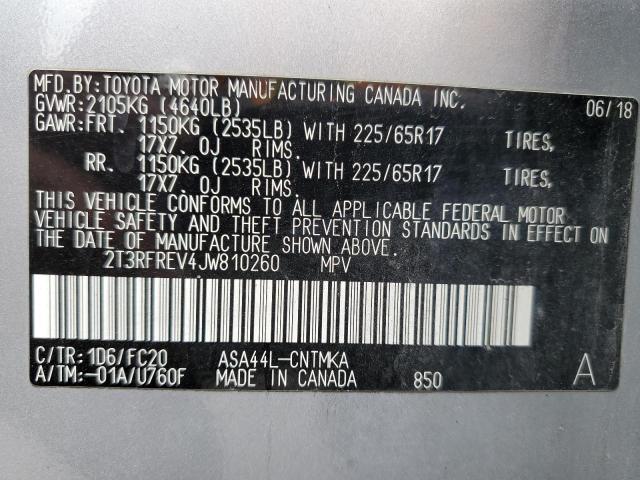 MFD.BY:TOYOTA MOTOR MANUFACTURING CANADA INC.
GVWR:2105KG (4640LB) 06/18
GAWR:FRT. 1150KG (2535LB) WITH 225/65R17 TIRES,
17X7. 0J RIMS.
RR. 1150KG (2535LB) WITH 225/65R17 TIRES,
17X7. 0J RIMS.
THIS VEHICLE CONFORMS TO ALL APPLICABLE FEDERAL MOTOR
VEHICLE SAFETY AND THEFT PREVENTION STANDARDS IN EFFECT ON
THE DATE OF MANUFACTURE SHOWN ABOVE.
2T3RFREV4JW810260 MPV
C/TR:1D6/FC20 ASA44L-CNTMKA
A/TM:-01A/U760F MADE IN CANADA 850 A